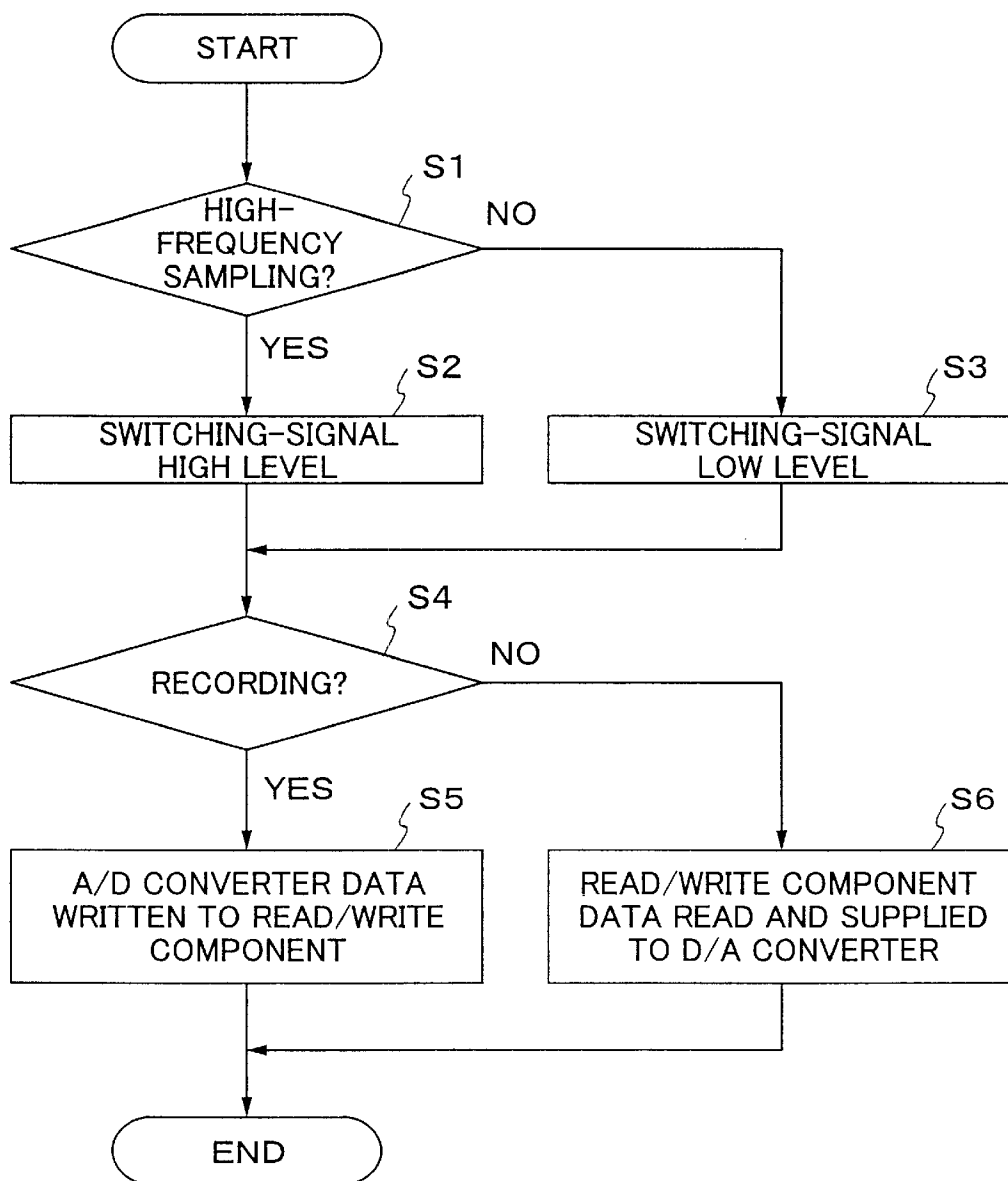 START
S1
HIGH-
FREQUENCY
SAMPLING?
NO
YES
S2
SWITCHING-SIGNAL
HIGH LEVEL
S3
SWITCHING-SIGNAL
LOW LEVEL
S4
RECORDING?
NO
YES
S5
A/D CONVERTER DATA
WRITTEN TO READ/WRITE
COMPONENT
S6
READ/WRITE COMPONENT
DATA READ AND SUPPLIED
TO D/A CONVERTER
END